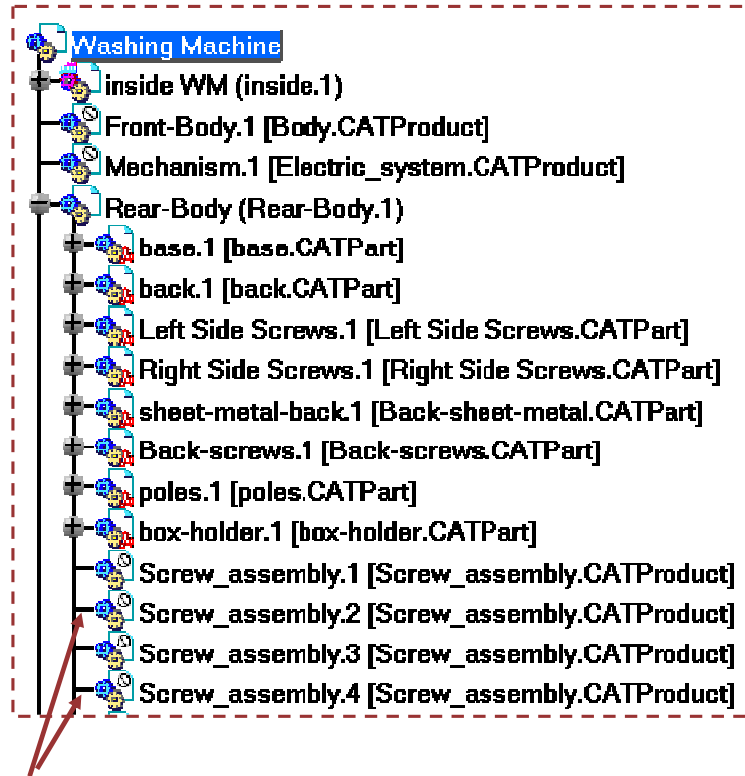 Washing Machine
inside WM (inside.1)
Front-Body.1 [Body.CATProduct]
Mechanism.1 [Electric_system.CATProduct]
Rear-Body (Rear-Body.1)
base.1 [base.CATPart]
back.1 [back.CATPart]
Left Side Screws.1 [Left Side Screws.CATPart]
Right Side Screws.1 [Right Side Screws.CATPart]
sheet-metal-back.1 [Back-sheet-metal.CATPart]
Back-screws.1 [Back-screws.CATPart]
poles.1 [poles.CATPart]
box-holder.1 [box-holder.CATPart]
Screw_assembly.1 [Screw_assembly.CATProduct]
Screw_assembly.2 [Screw_assembly.CATProduct]
Screw_assembly.3 [Screw_assembly.CATProduct]
Screw_assembly.4 [Screw_assembly.CATProduct]